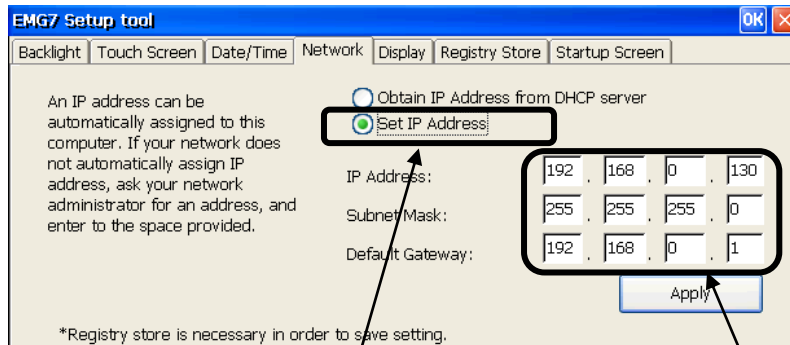 EMG7 Setup tool OK
Backlight Touch Screen Date/Time Network Display Registry Store Startup Screen
An IP address can be
automatically assigned to this
computer. If your network does
not automatically assign IP
address, ask your network
administrator for an address, and
enter to the space provided.
Obtain IP Address from DHCP server
Set IP Address
IP Address: 192 . 168 . 0 . 130
Subnet Mask: 255 . 255 . 255 . 0
Default Gateway: 192 . 168 . 0 . 1
Apply
*Registry store is necessary in order to save setting.